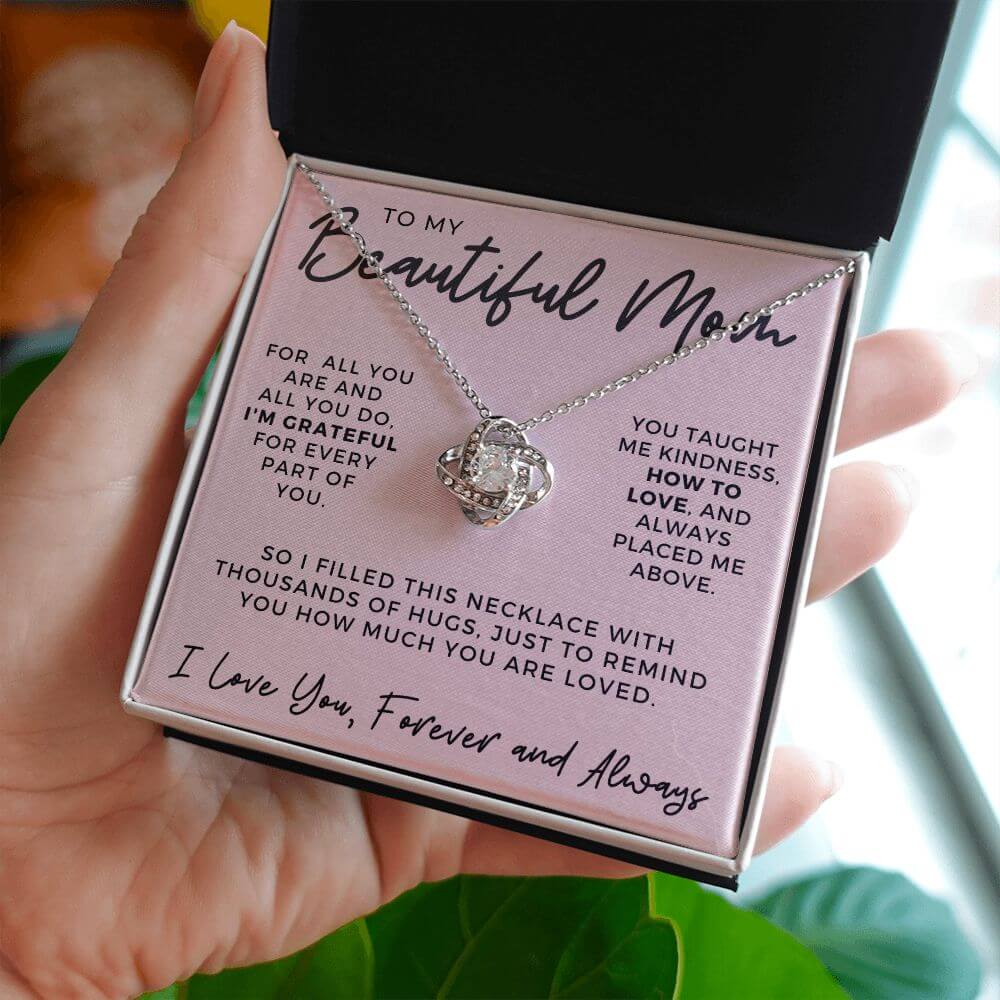 TO MY
Beautiful Mom
FOR ALL YOU
ARE AND
ALL YOU DO,
I'M GRATEFUL
FOR EVERY
PART OF
YOU.
YOU TAUGHT
ME KINDNESS,
HOW TO
LOVE, AND
ALWAYS
PLACED ME
ABOVE.
SO I FILLED THIS NECKLACE WITH
THOUSANDS OF HUGS, JUST TO REMIND
YOU HOW MUCH YOU ARE LOVED.
I Love You, Forever and Always